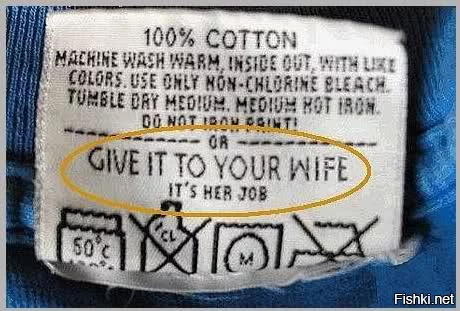 100% COTTON
MACHINE WASH WARM, INSIDE OUT, WITH LIKE
COLORS. USE ONLY NON-CHLORINE BLEACH.
TUMBLE DRY MEDIUM. MEDIUM HOT IRON.
DO NOT IRON PRINT!
OR
GIVE IT TO YOUR WIFE
IT'S HER JOB
50°C
CL
M
Fishki.net